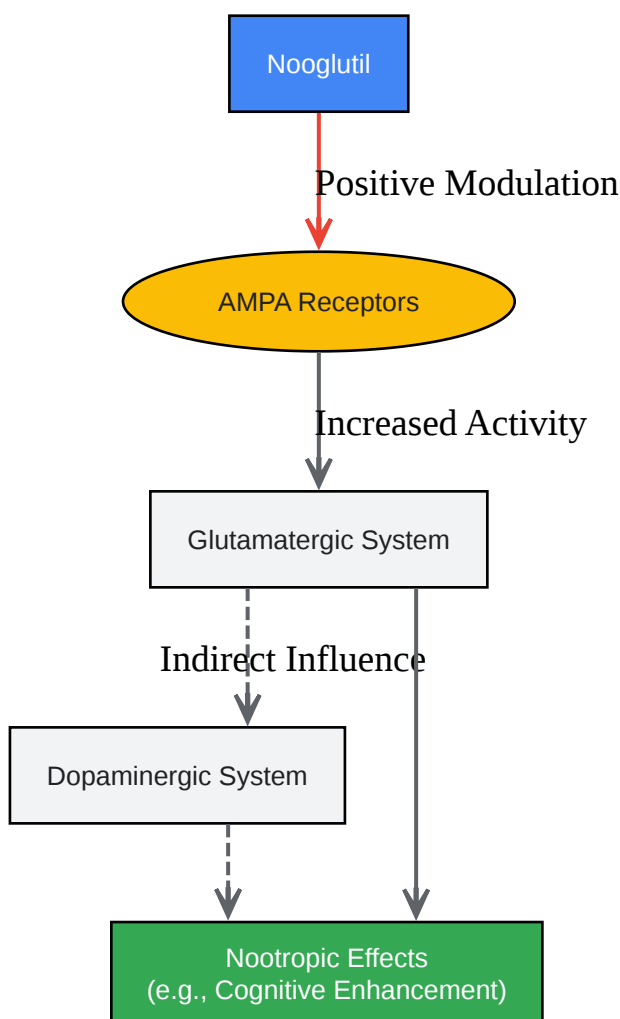 Nooglutil
Positive Modulation
AMPA Receptors
Increased Activity
Glutamatergic System
Indirect Influence
Dopaminergic System
Nootropic Effects
(e.g., Cognitive Enhancement)